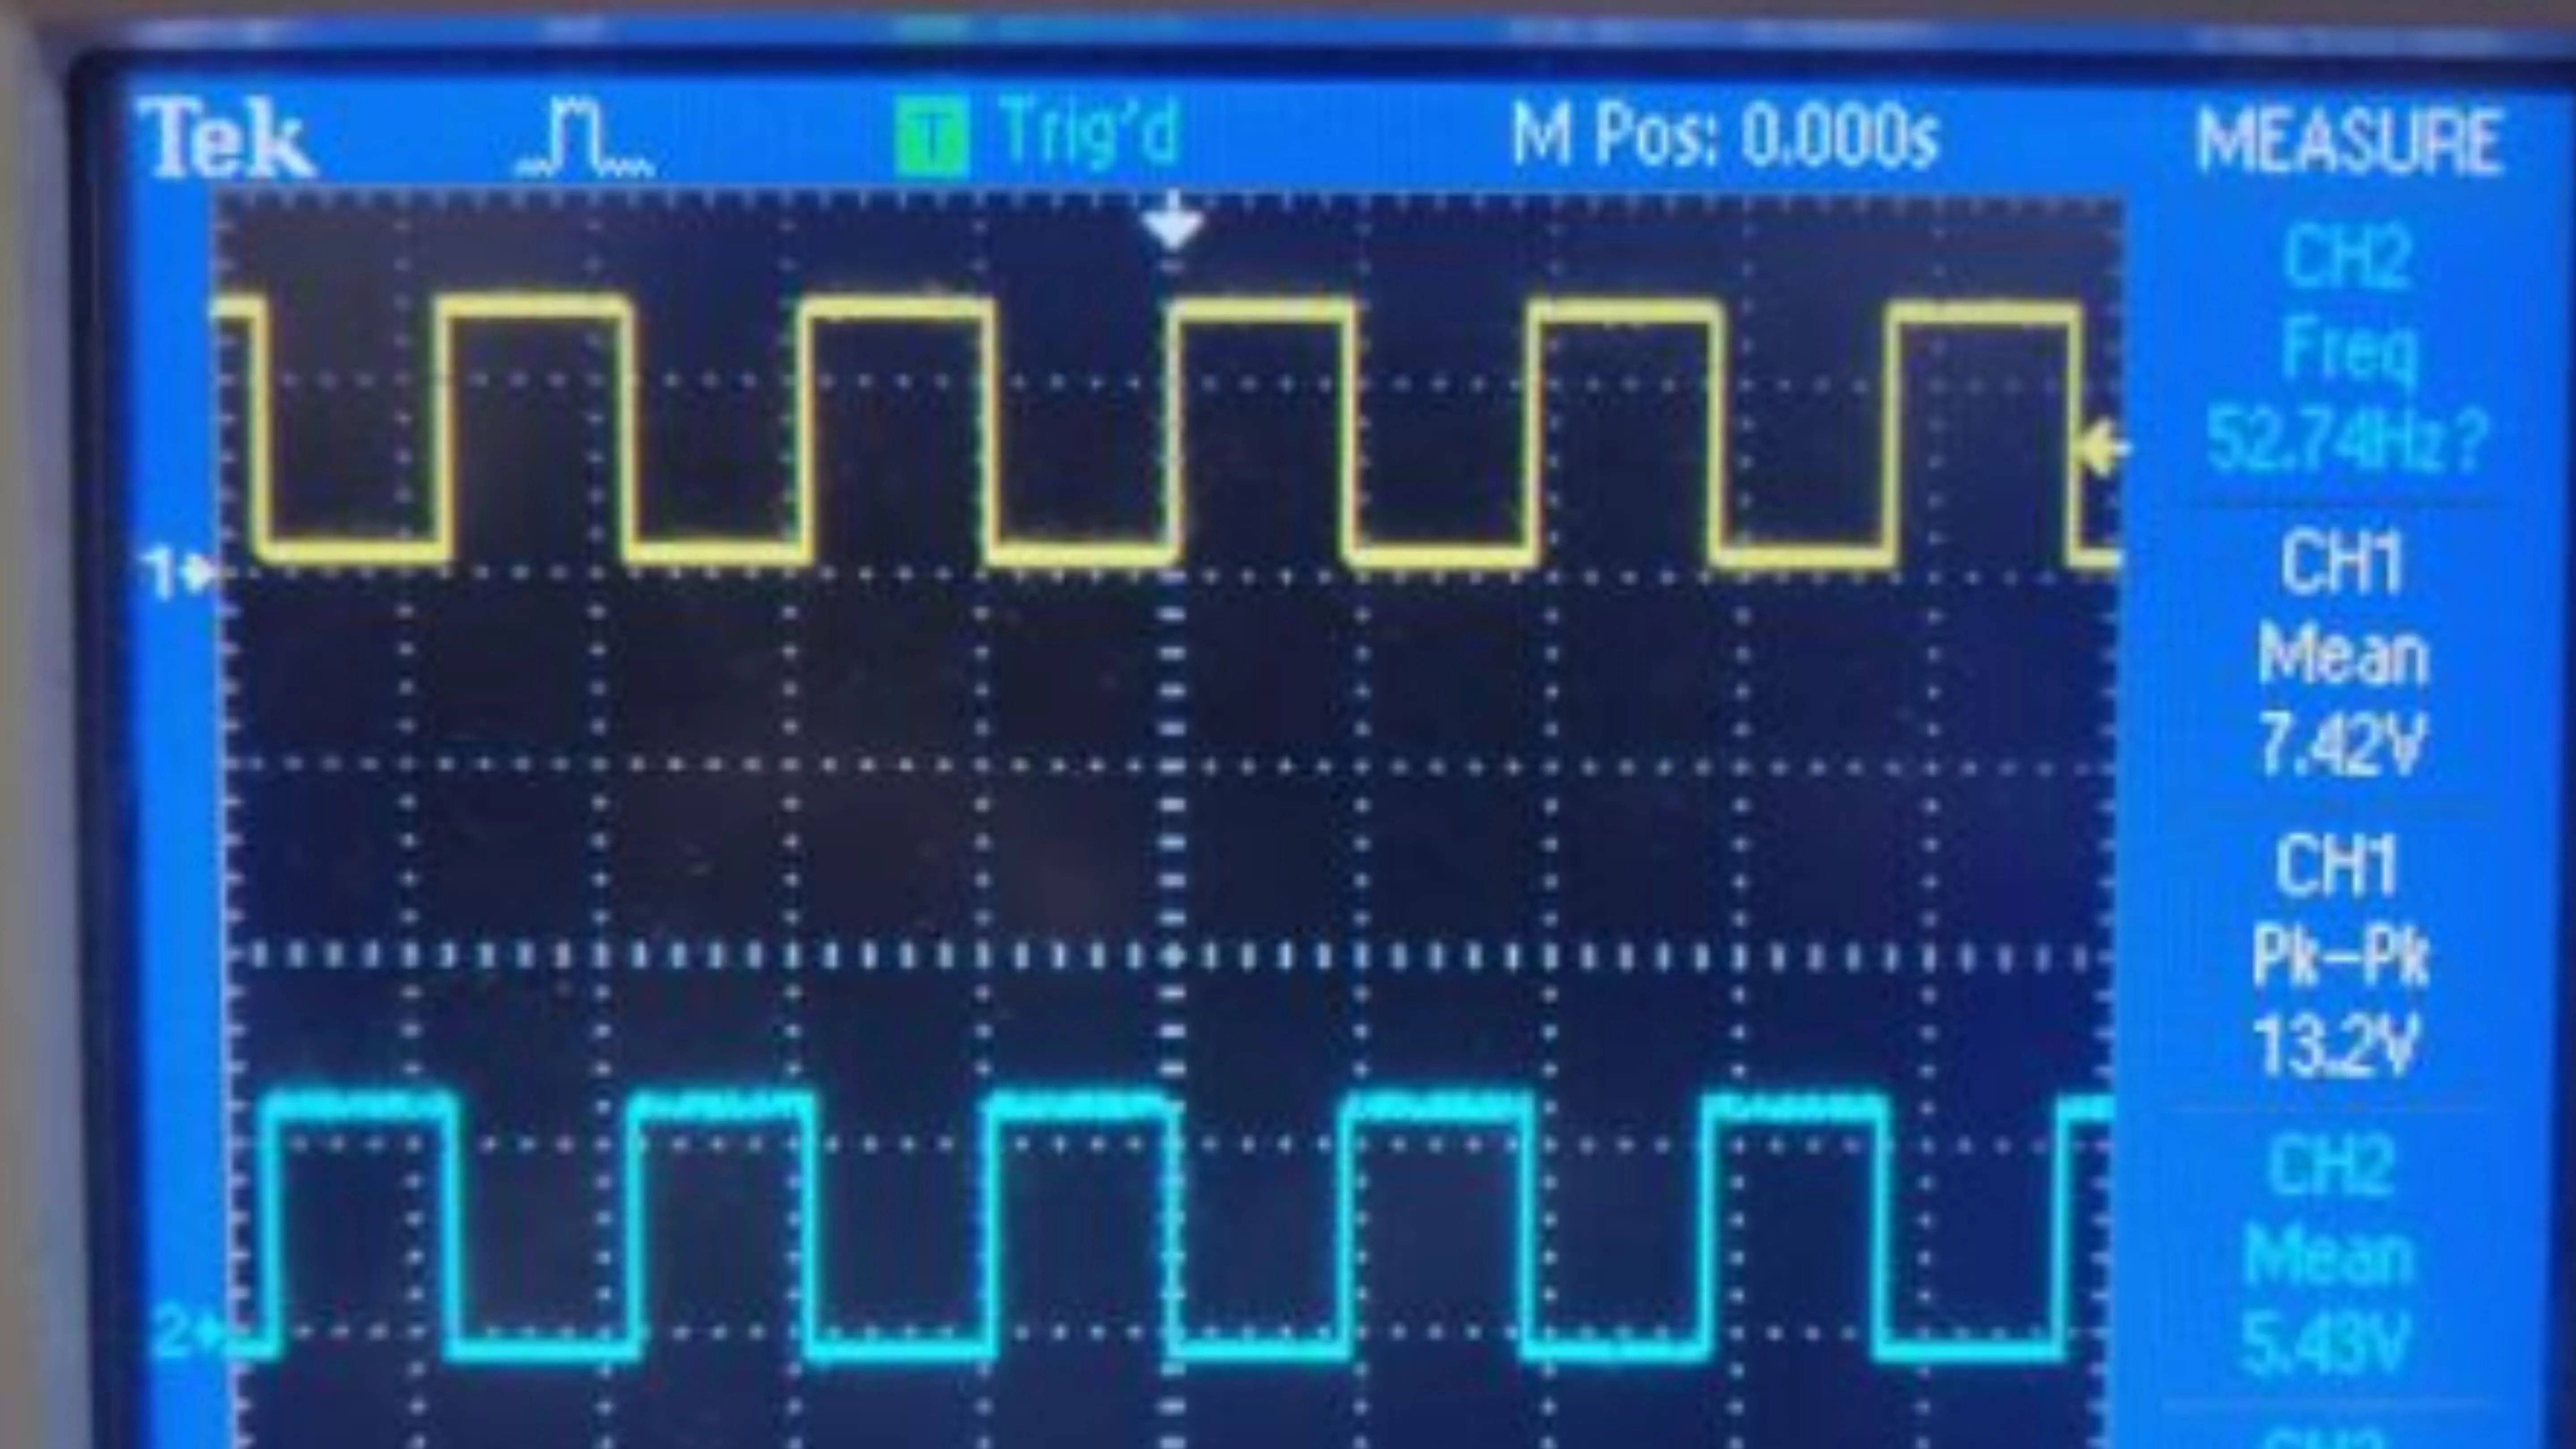 Tek T Trig'd M Pos: 0.000s MEASURE
CH2
Freq
52.74Hz?
1
CH1
Mean
7.42V
CH1
Pk-Pk
13.2V
CH2
Mean
2
5.43V